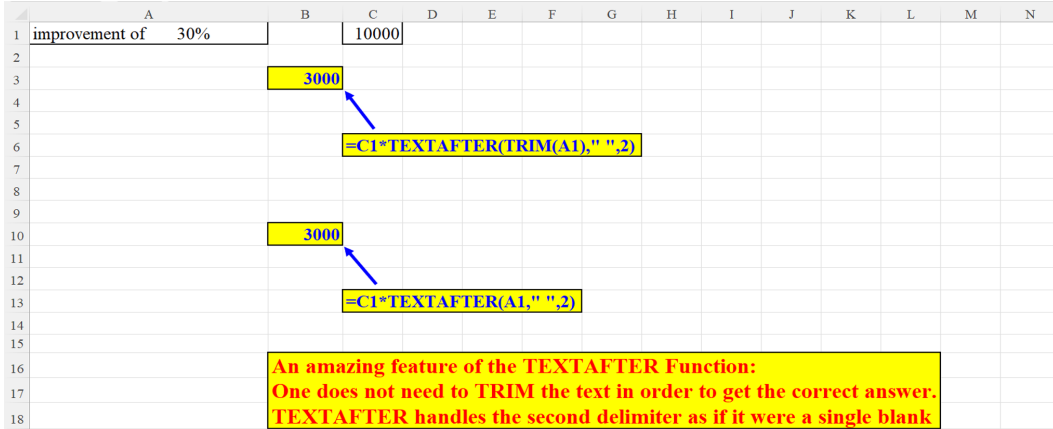 A B C D E F G H I J K L M N
1 improvement of 30% 10000
2
3 3000
4
5
6 =C1*TEXTAFTER(TRIM(A1)," ",2)
7
8
9
10 3000
11
12
13 =C1*TEXTAFTER(A1," ",2)
14
15
16 An amazing feature of the TEXTAFTER Function:
17 One does not need to TRIM the text in order to get the correct answer.
18 TEXTAFTER handles the second delimiter as if it were a single blank